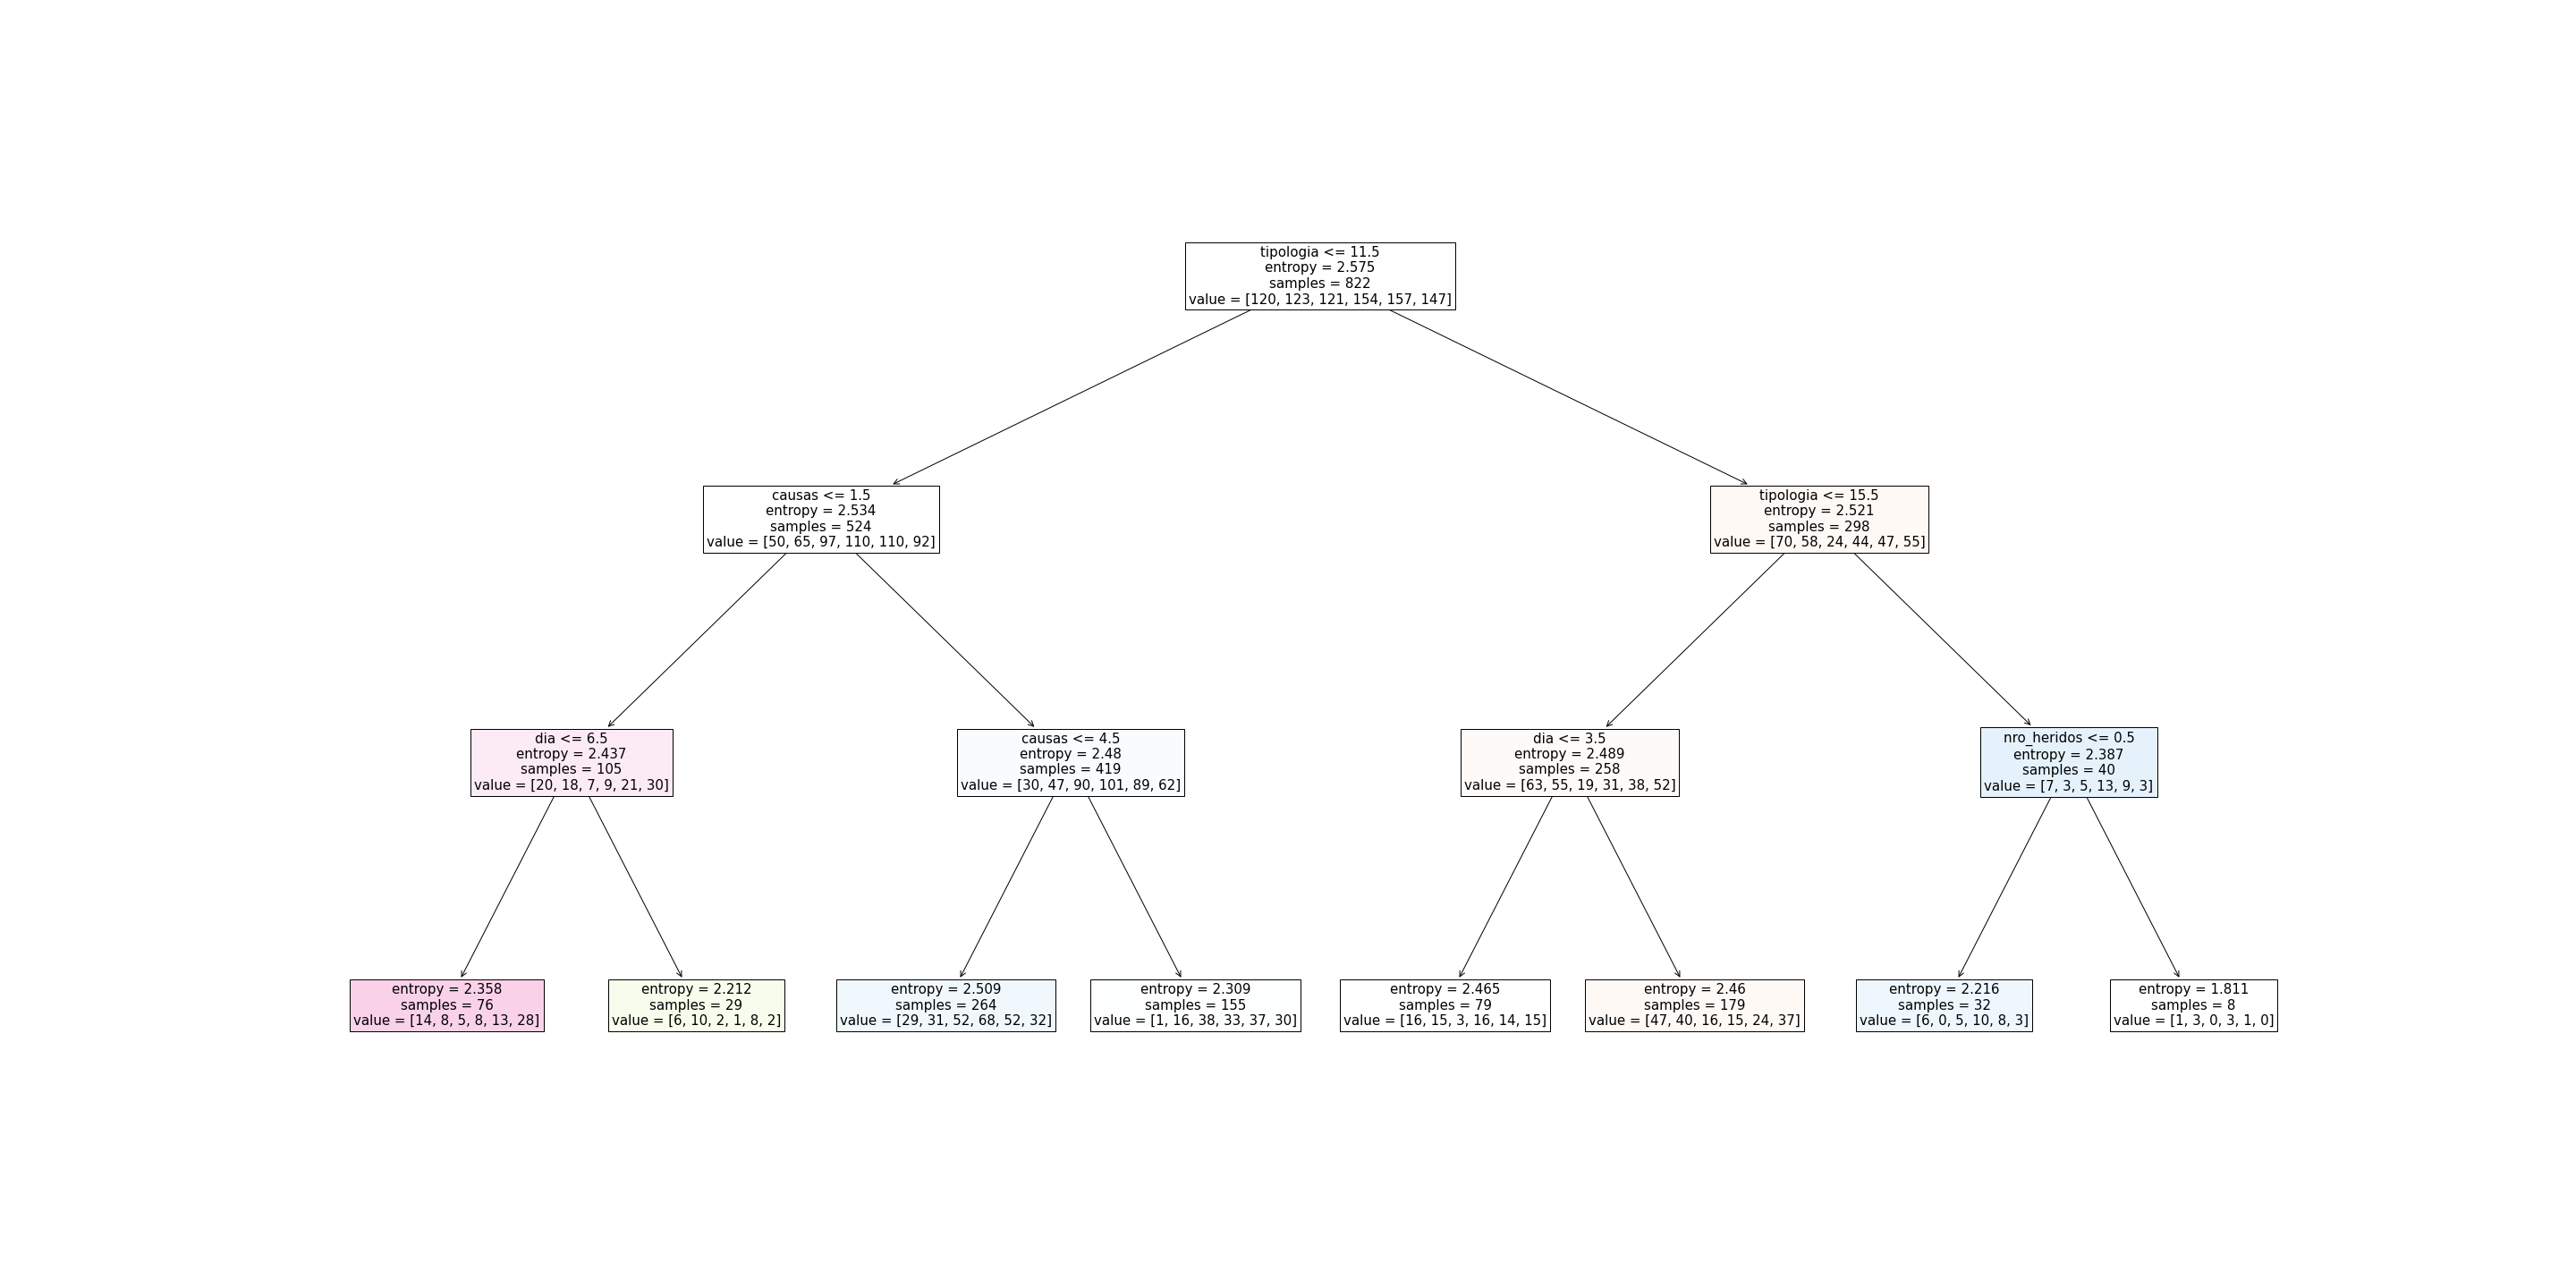 tipologia <= 11.5
entropy = 2.575
samples = 822
value = [120, 123, 121, 154, 157, 147]
causas <= 1.5
entropy = 2.534
samples = 524
value = [50, 65, 97, 110, 110, 92]
tipologia <= 15.5
entropy = 2.521
samples = 298
value = [70, 58, 24, 44, 47, 55]
dia <= 6.5
entropy = 2.437
samples = 105
value = [20, 18, 7, 9, 21, 30]
causas <= 4.5
entropy = 2.48
samples = 419
value = [30, 47, 90, 101, 89, 62]
dia <= 3.5
entropy = 2.489
samples = 258
value = [63, 55, 19, 31, 38, 52]
nro_heridos <= 0.5
entropy = 2.387
samples = 40
value = [7, 3, 5, 13, 9, 3]
entropy = 2.358
samples = 76
value = [14, 8, 5, 8, 13, 28]
entropy = 2.212
samples = 29
value = [6, 10, 2, 1, 8, 2]
entropy = 2.509
samples = 264
value = [29, 31, 52, 68, 52, 32]
entropy = 2.309
samples = 155
value = [1, 16, 38, 33, 37, 30]
entropy = 2.465
samples = 79
value = [16, 15, 3, 16, 14, 15]
entropy = 2.46
samples = 179
value = [47, 40, 16, 15, 24, 37]
entropy = 2.216
samples = 32
value = [6, 0, 5, 10, 8, 3]
entropy = 1.811
samples = 8
value = [1, 3, 0, 3, 1, 0]